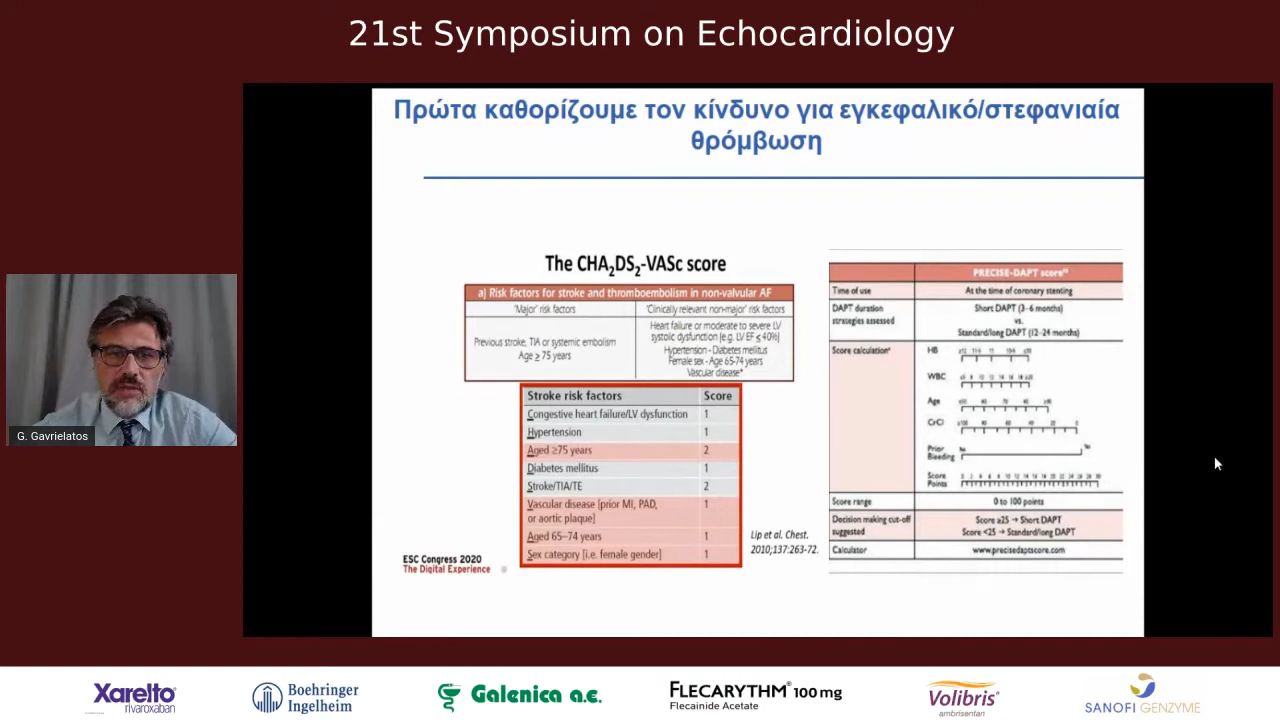 21st Symposium on Echocardiology
Πρώτα καθορίζουμε τον κίνδυνο για εγκεφαλικό/στεφανιαία
θρόμβωση
The CHA2DS2-VASc score
a) Risk factors for stroke and thromboembolism in non-valvular AF
'Major' risk factors
'Clinically relevant non-major' risk factors
Previous stroke, TIA or systemic embolism
Age ≥ 75 years
Heart failure or moderate to severe LV
systolic dysfunction [e.g. LV EF ≤ 40%]
Hypertension - Diabetes mellitus
Female sex - Age 65-74 years
Vascular disease*
Stroke risk factors Score
Congestive heart failure/LV dysfunction 1
Hypertension 1
Aged ≥75 years 2
Diabetes mellitus 1
Stroke/TIA/TE 2
Vascular disease [prior MI, PAD,
or aortic plaque] 1
Aged 65–74 years 1
Sex category [i.e. female gender] 1
Lip et al. Chest.
2010;137:263-72.
ESC Congress 2020
The Digital Experience
PRECISE-DAPT score
Time of use At the time of coronary stenting
DAPT duration
strategies assessed
Short DAPT (3–6 months)
vs.
Standard/long DAPT (12–24 months)
Score calculation
HB
WBC
Age
CrCl
Prior
Bleeding
No
Score
Points
Score range 0 to 100 points
Decision making cut-off
suggested
Score ≥25 → Short DAPT
Score <25 → Standard/long DAPT
Calculator www.precisedaptscore.com
G. Gavrielatos
Xarelto
rivaroxaban
Boehringer
Ingelheim
Galenica α.ε.
FLECARYTHM® 100 mg
Flecainide Acetate
Volibris
ambrisentan
SANOFI GENZYME